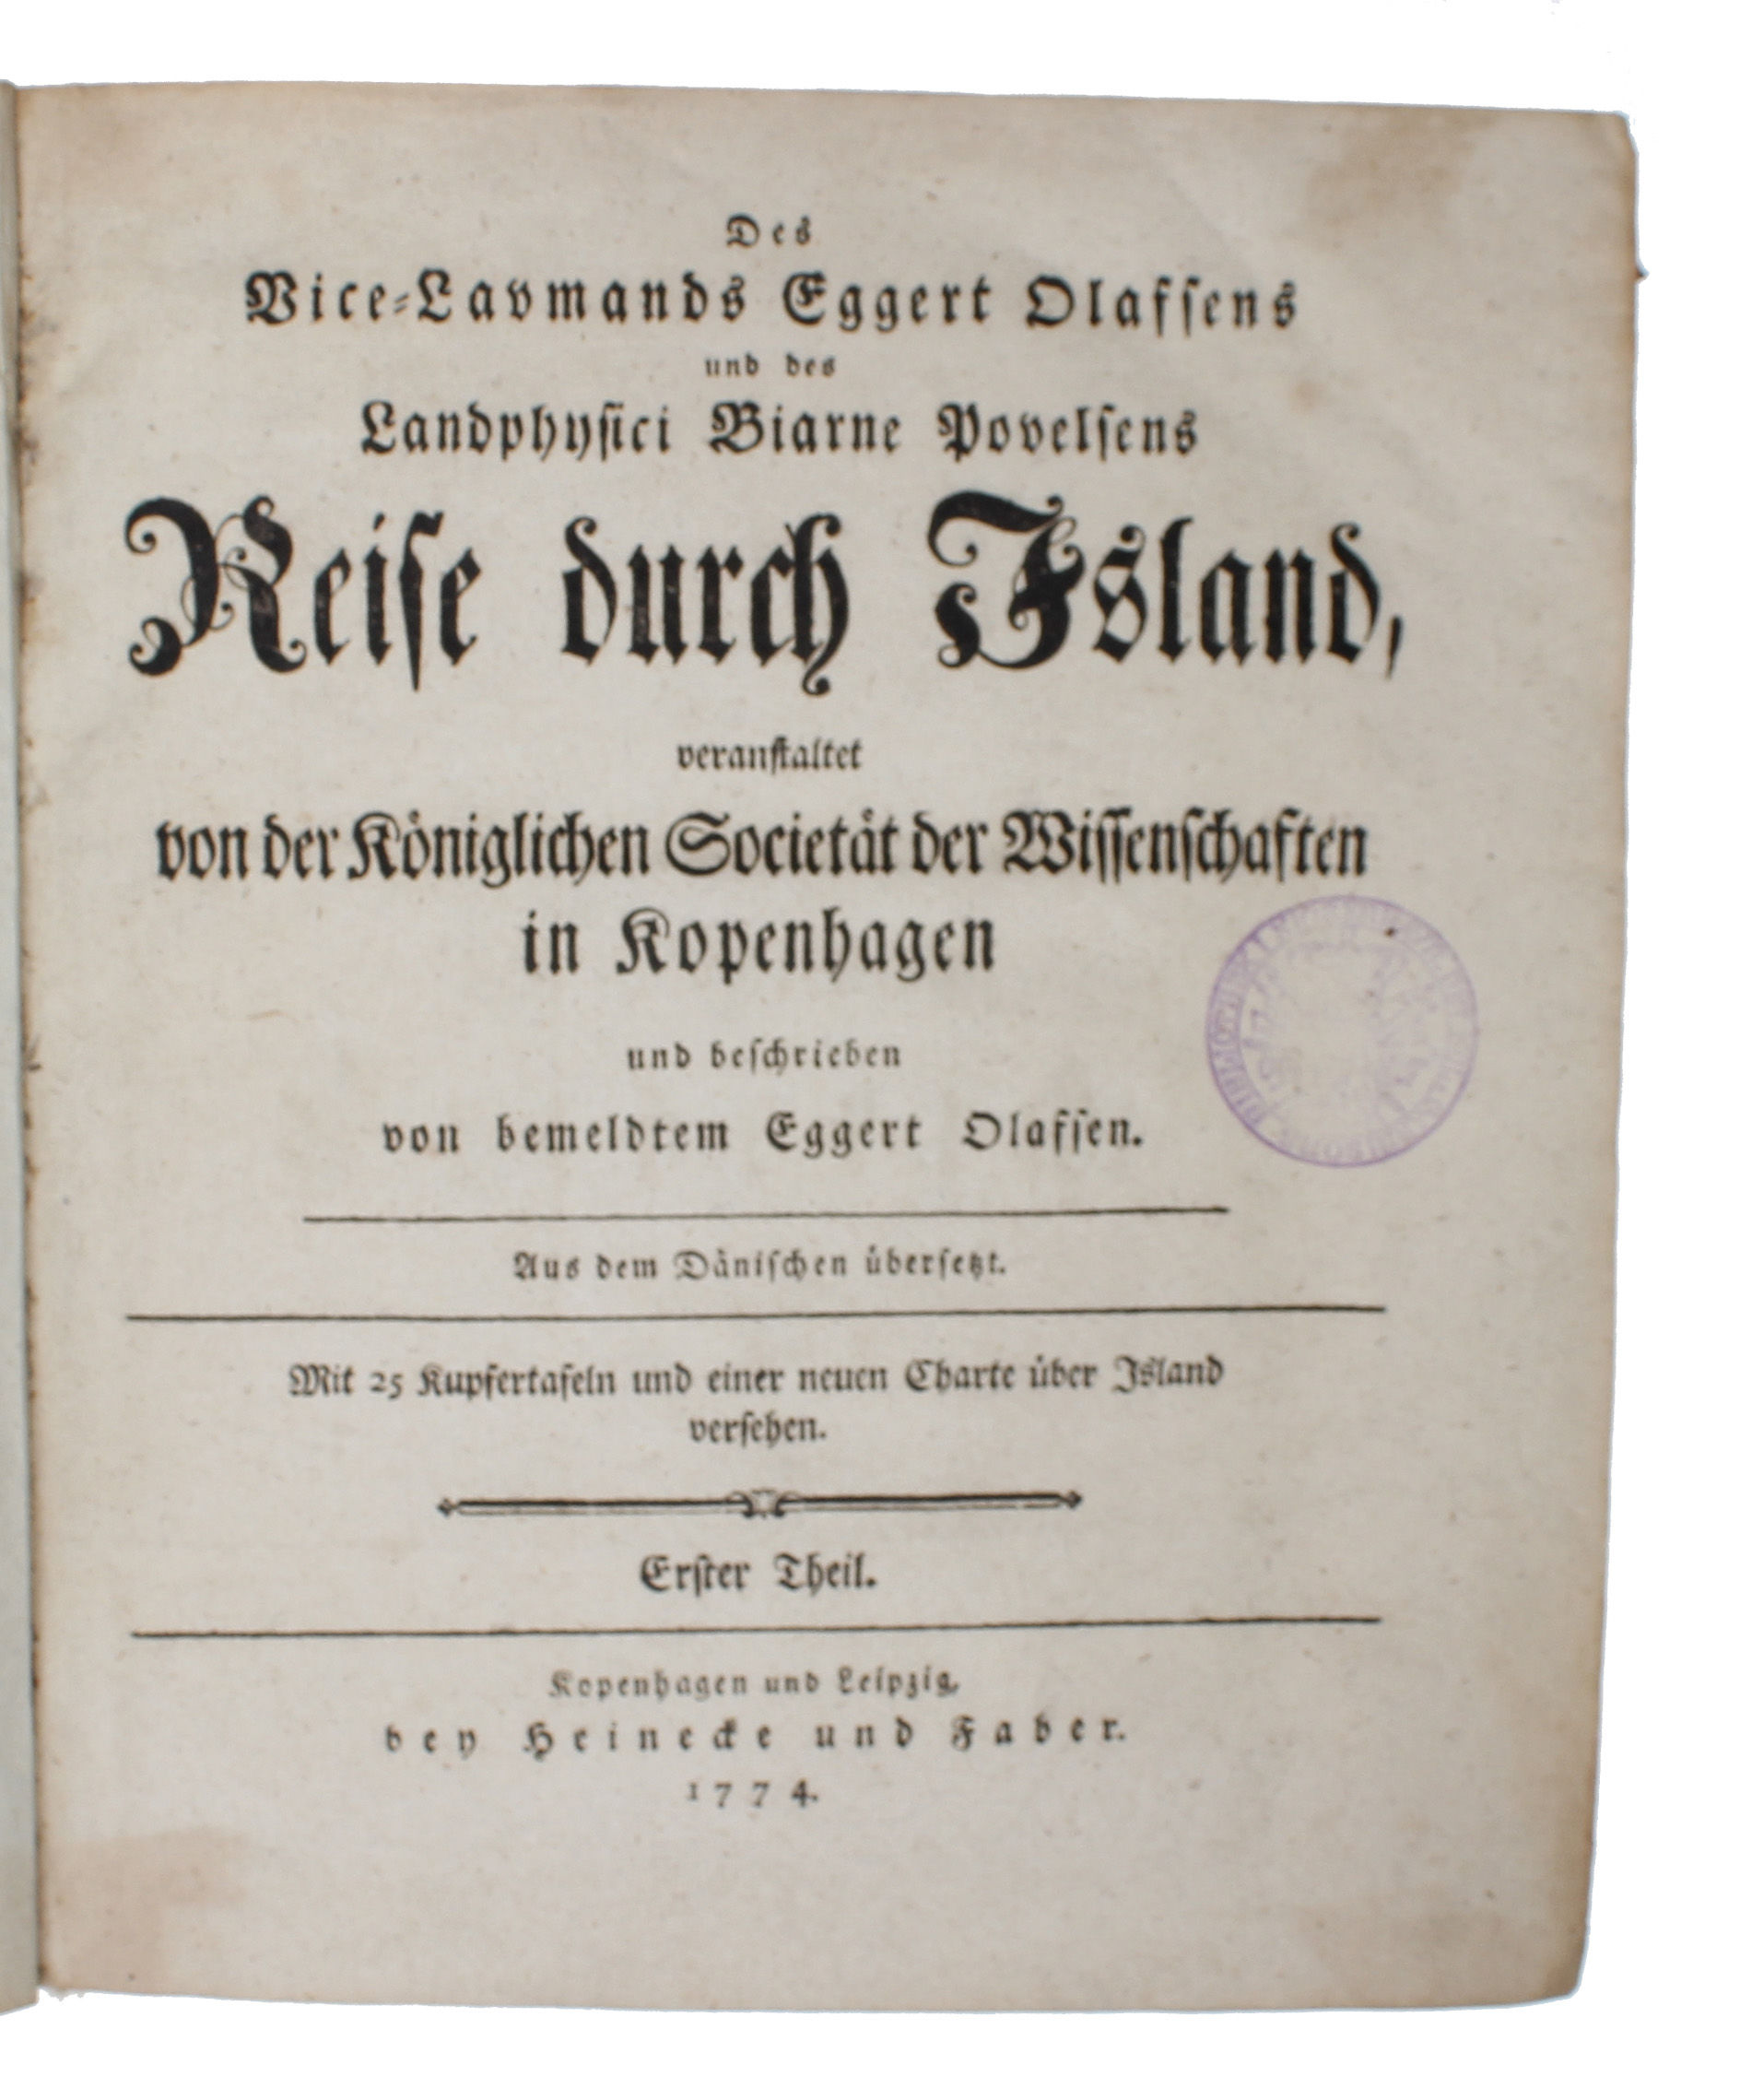 Des
Vice-Lavmands Eggert Olafsens
und des
Landphysici Biarne Povelsens
Reise durch Island,
veranstaltet
von der Königlichen Societät der Wissenschaften
in Kopenhagen
und beschrieben
von bemeldtem Eggert Olafsen.
Aus dem Dänischen übersetzt.
Mit 25 Kupfertafeln und einer neuen Charte über Island
versehen.
Erster Theil.
Kopenhagen und Leipzig,
bey Heinecke und Faber.
1774.